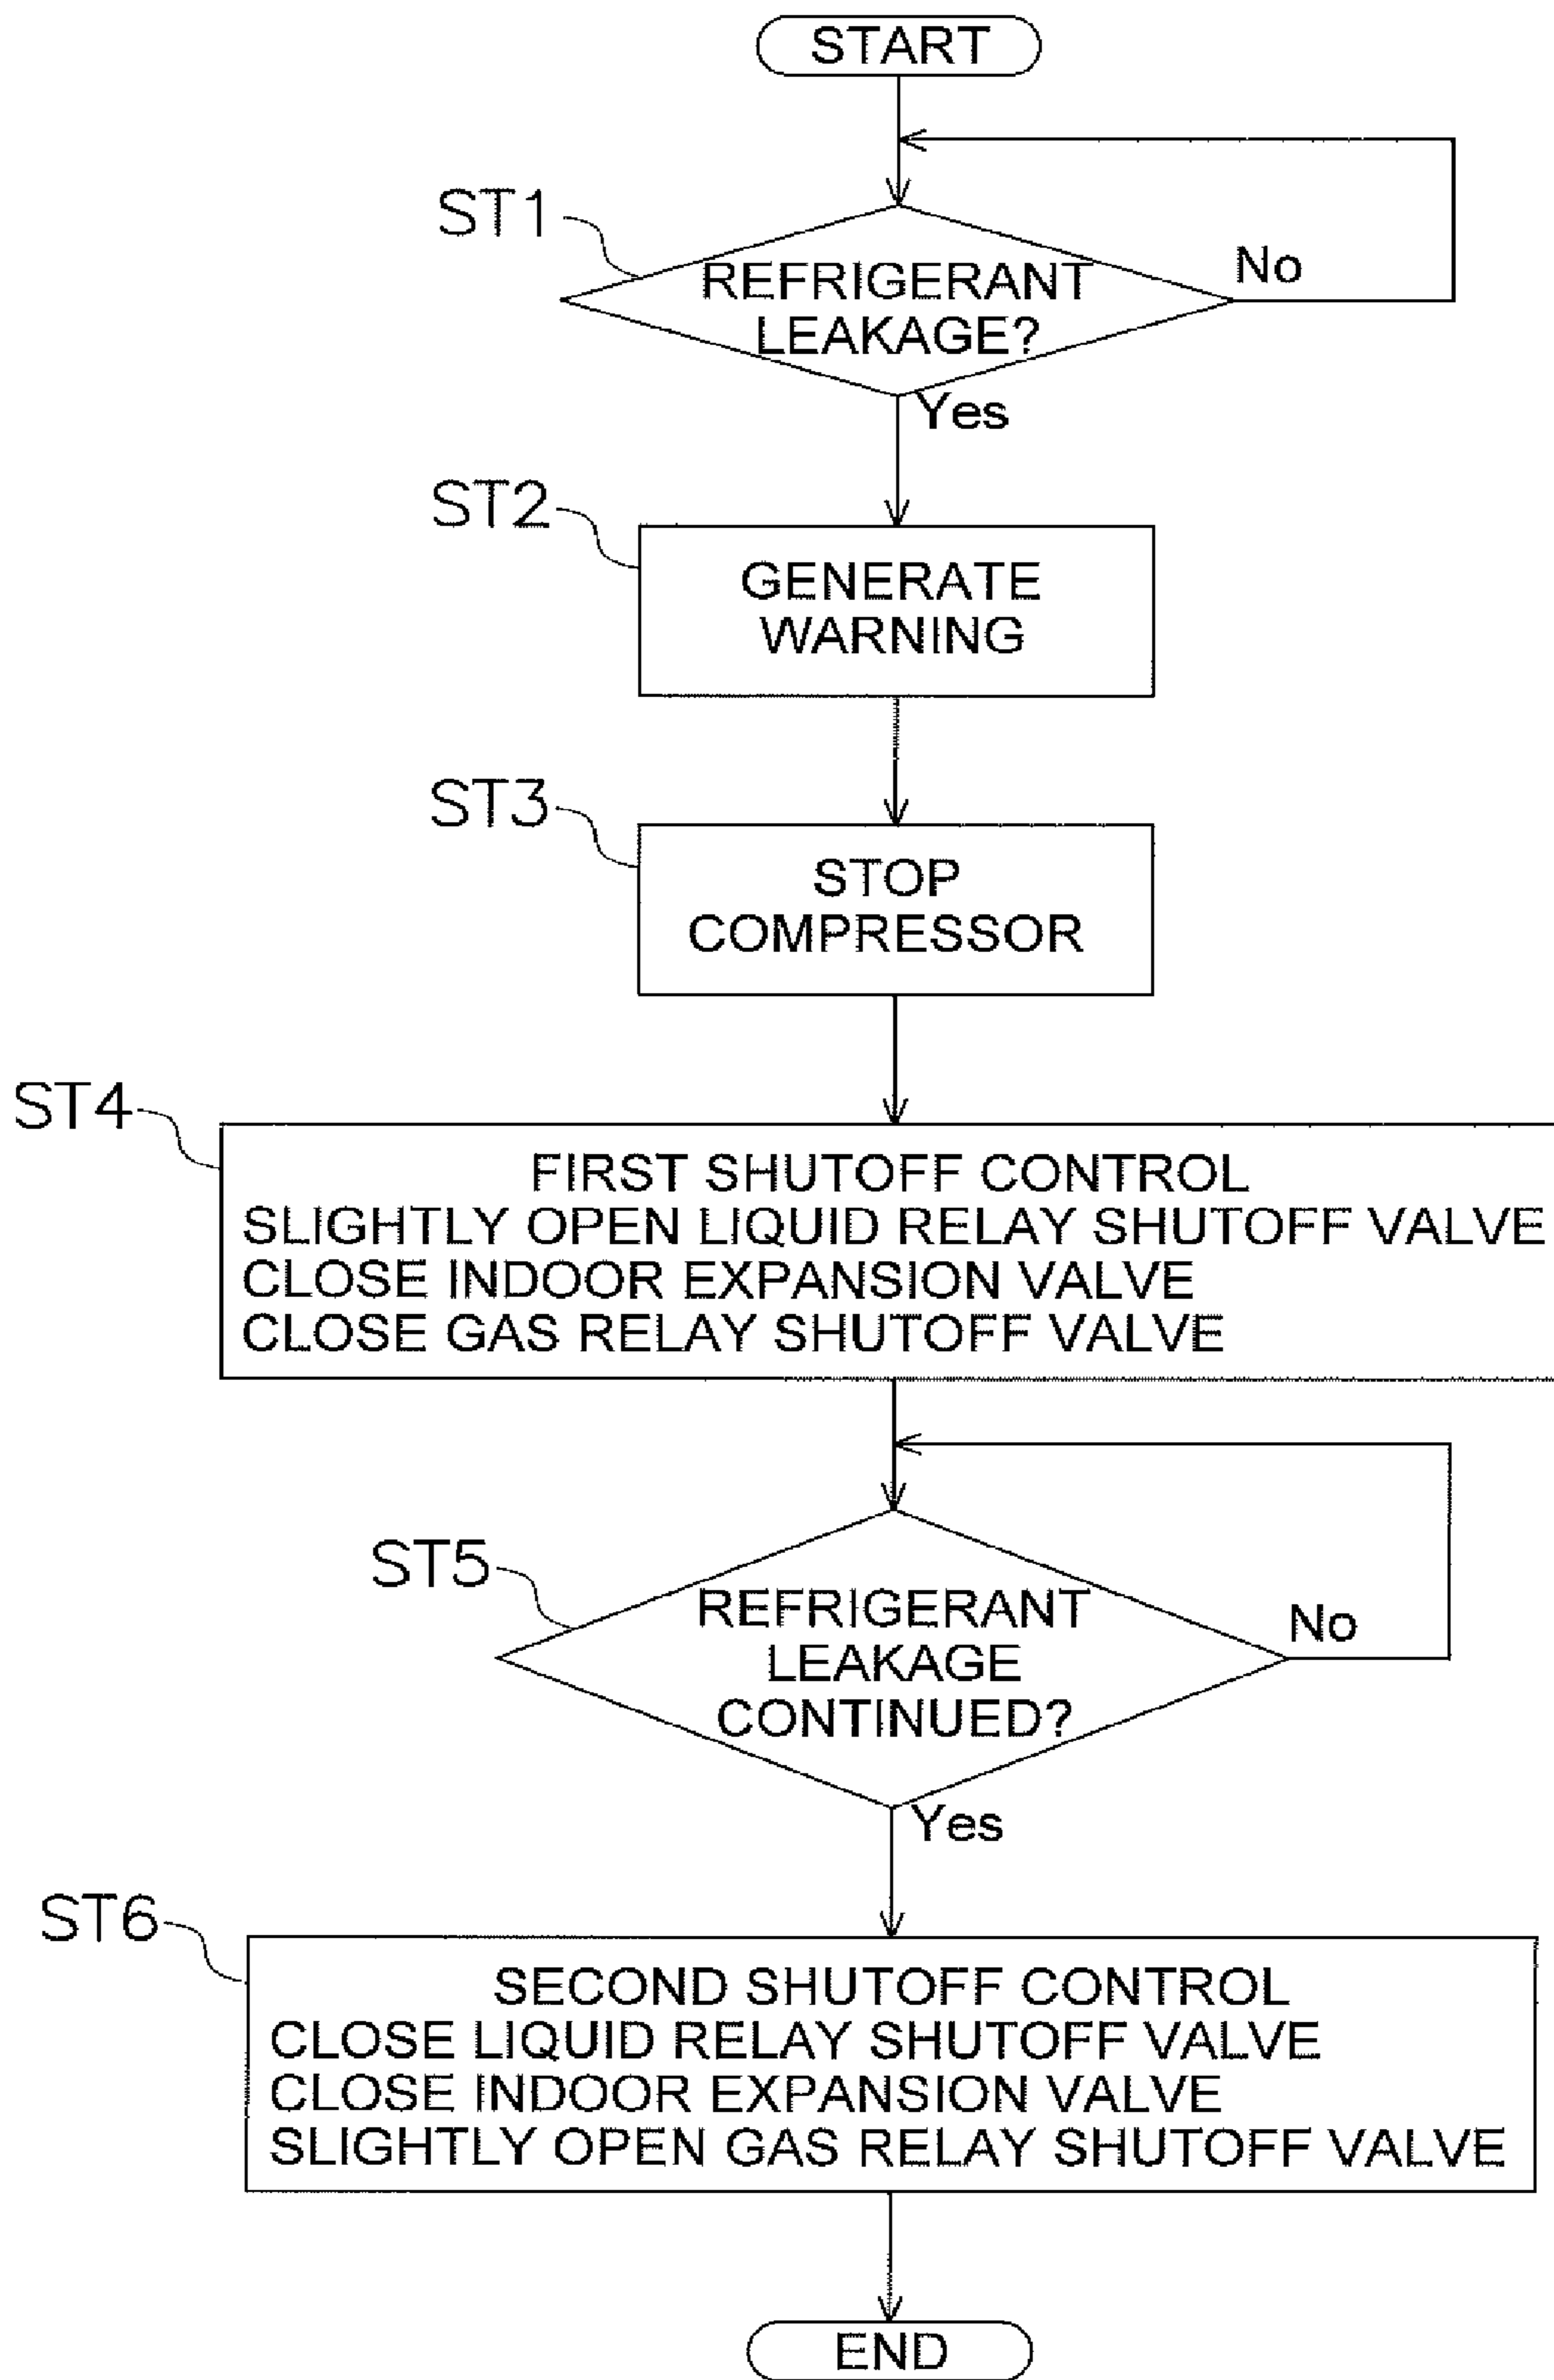 START
ST1
REFRIGERANT
LEAKAGE?
No
Yes
ST2
GENERATE
WARNING
ST3
STOP
COMPRESSOR
ST4
FIRST SHUTOFF CONTROL
SLIGHTLY OPEN LIQUID RELAY SHUTOFF VALVE
CLOSE INDOOR EXPANSION VALVE
CLOSE GAS RELAY SHUTOFF VALVE
ST5
REFRIGERANT
LEAKAGE
CONTINUED?
No
Yes
ST6
SECOND SHUTOFF CONTROL
CLOSE LIQUID RELAY SHUTOFF VALVE
CLOSE INDOOR EXPANSION VALVE
SLIGHTLY OPEN GAS RELAY SHUTOFF VALVE
END